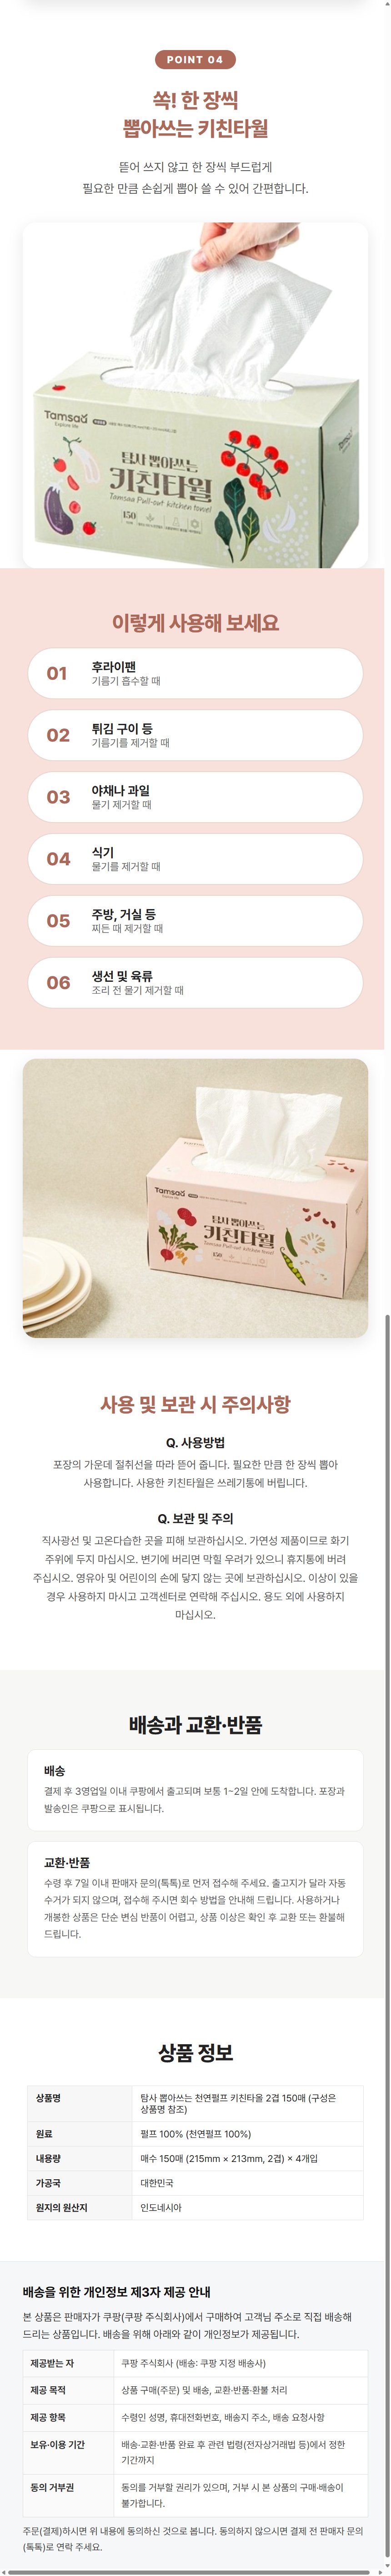 POINT 04
쏙! 한 장씩
뽑아쓰는 키친타월
뜯어 쓰지 않고 한 장씩 부드럽게
필요한 만큼 손쉽게 뽑아 쓸 수 있어 간편합니다.
Tamsaa
Explore life
탐사 뽑아쓰는
키친타월
Tamsaa Pull-out kitchen towel
150
이렇게 사용해 보세요
01
후라이팬
기름기 흡수할 때
02
튀김 구이 등
기름기를 제거할 때
03
야채나 과일
물기 제거할 때
04
식기
물기를 제거할 때
05
주방, 거실 등
찌든 때 제거할 때
06
생선 및 육류
조리 전 물기 제거할 때
Tamsaa
탐사 뽑아쓰는
키친타월
Tamsaa Pull-out kitchen towel
150
사용 및 보관 시 주의사항
Q. 사용방법
포장의 가운데 절취선을 따라 뜯어 줍니다. 필요한 만큼 한 장씩 뽑아
사용합니다. 사용한 키친타월은 쓰레기통에 버립니다.
Q. 보관 및 주의
직사광선 및 고온다습한 곳을 피해 보관하십시오. 가연성 제품이므로 화기
주위에 두지 마십시오. 변기에 버리면 막힐 우려가 있으니 휴지통에 버려
주십시오. 영유아 및 어린이의 손에 닿지 않는 곳에 보관하십시오. 이상이 있을
경우 사용하지 마시고 고객센터로 연락해 주십시오. 용도 외에 사용하지
마십시오.
배송과 교환·반품
배송
결제 후 3영업일 이내 쿠팡에서 출고되며 보통 1~2일 안에 도착합니다. 포장과
발송인은 쿠팡으로 표시됩니다.
교환·반품
수령 후 7일 이내 판매자 문의(톡톡)로 먼저 접수해 주세요. 출고지가 달라 자동
수거가 되지 않으며, 접수해 주시면 회수 방법을 안내해 드립니다. 사용하거나
개봉한 상품은 단순 변심 반품이 어렵고, 상품 이상은 확인 후 교환 또는 환불해
드립니다.
상품 정보
상품명
탐사 뽑아쓰는 천연펄프 키친타올 2겹 150매 (구성은
상품명 참조)
원료
펄프 100% (천연펄프 100%)
내용량
매수 150매 (215mm × 213mm, 2겹) × 4개입
가공국
대한민국
원지의 원산지
인도네시아
배송을 위한 개인정보 제3자 제공 안내
본 상품은 판매자가 쿠팡(쿠팡 주식회사)에서 구매하여 고객님 주소로 직접 배송해
드리는 상품입니다. 배송을 위해 아래와 같이 개인정보가 제공됩니다.
제공받는 자
쿠팡 주식회사 (배송: 쿠팡 지정 배송사)
제공 목적
상품 구매(주문) 및 배송, 교환·반품·환불 처리
제공 항목
수령인 성명, 휴대전화번호, 배송지 주소, 배송 요청사항
보유·이용 기간
배송·교환·반품 완료 후 관련 법령(전자상거래법 등)에서 정한
기간까지
동의 거부권
동의를 거부할 권리가 있으며, 거부 시 본 상품의 구매·배송이
불가합니다.
주문(결제)하시면 위 내용에 동의하신 것으로 봅니다. 동의하지 않으시면 결제 전 판매자 문의
(톡톡)로 연락 주세요.